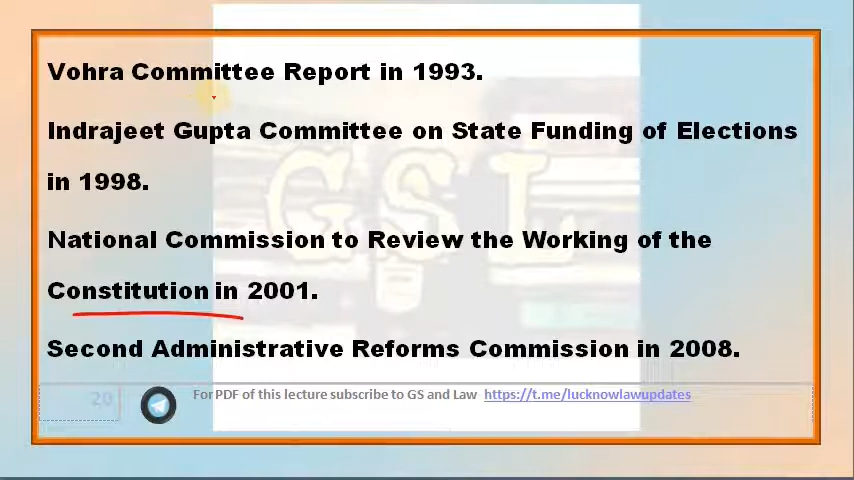 Vohra Committee Report in 1993.
Indrajeet Gupta Committee on State Funding of Elections
in 1998.
National Commission to Review the Working of the
Constitution in 2001.
Second Administrative Reforms Commission in 2008.
20
For PDF of this lecture subscribe to GS and Law https://t.me/lucknowlawupdates
GSL